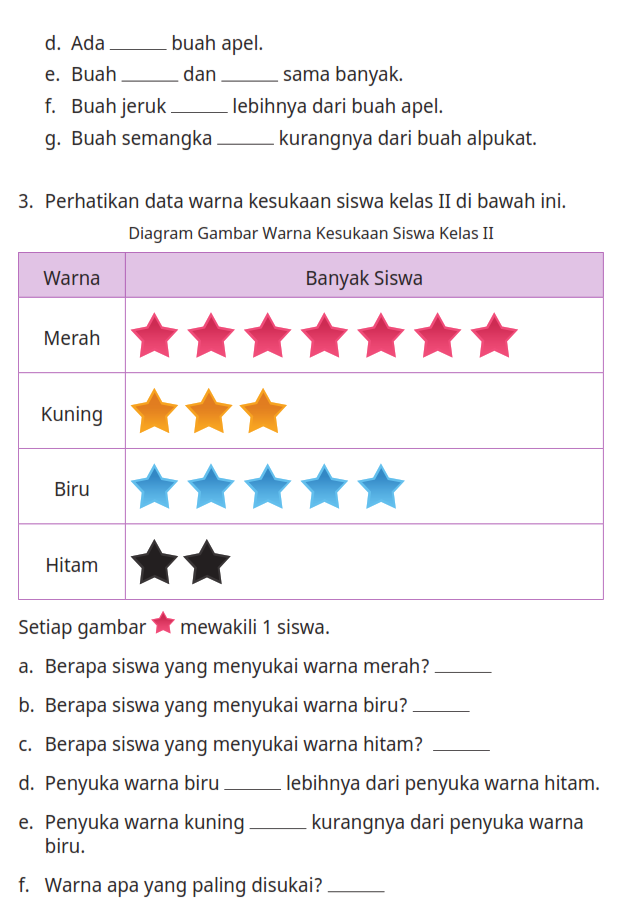 d. Ada ______ buah apel.
e. Buah ______ dan ______ sama banyak.
f. Buah jeruk ______ lebihnya dari buah apel.
g. Buah semangka ______ kurangnya dari buah alpukat.
3. Perhatikan data warna kesukaan siswa kelas II di bawah ini.
Diagram Gambar Warna Kesukaan Siswa Kelas II
Warna Banyak Siswa
Merah
Kuning
Biru
Hitam
Setiap gambar mewakili 1 siswa.
a. Berapa siswa yang menyukai warna merah? ______
b. Berapa siswa yang menyukai warna biru? ______
c. Berapa siswa yang menyukai warna hitam? ______
d. Penyuka warna biru ______ lebihnya dari penyuka warna hitam.
e. Penyuka warna kuning ______ kurangnya dari penyuka warna
biru.
f. Warna apa yang paling disukai? ______